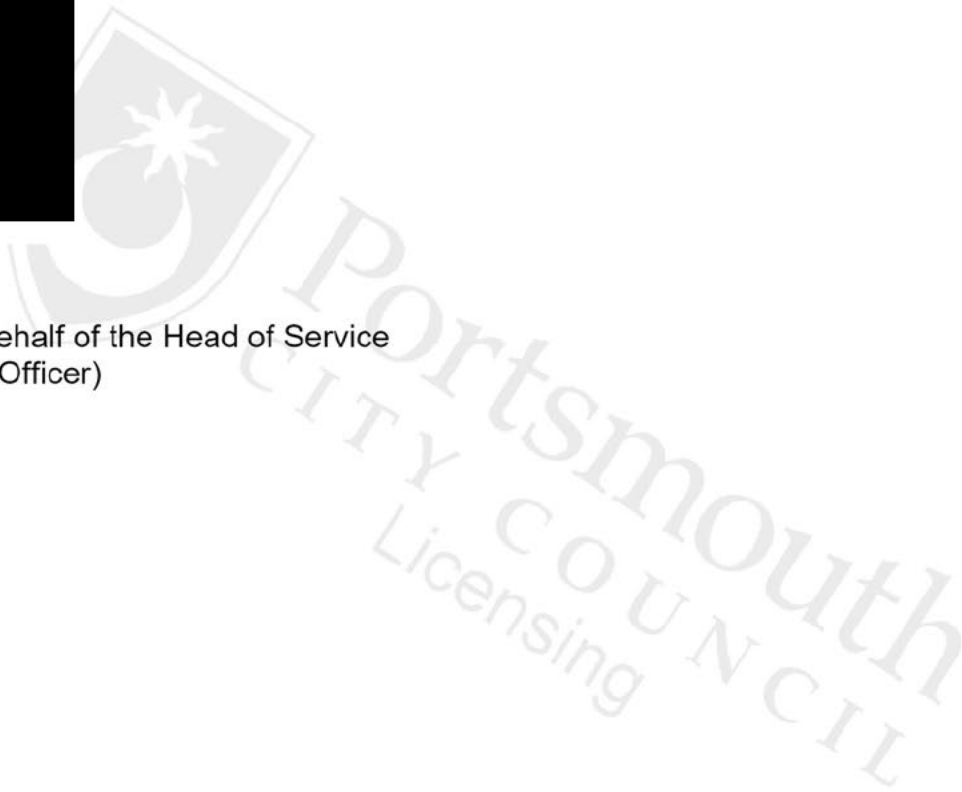 ehalf of the Head of Service
Officer)
Portsmouth
CITY COUNCIL
Licensing